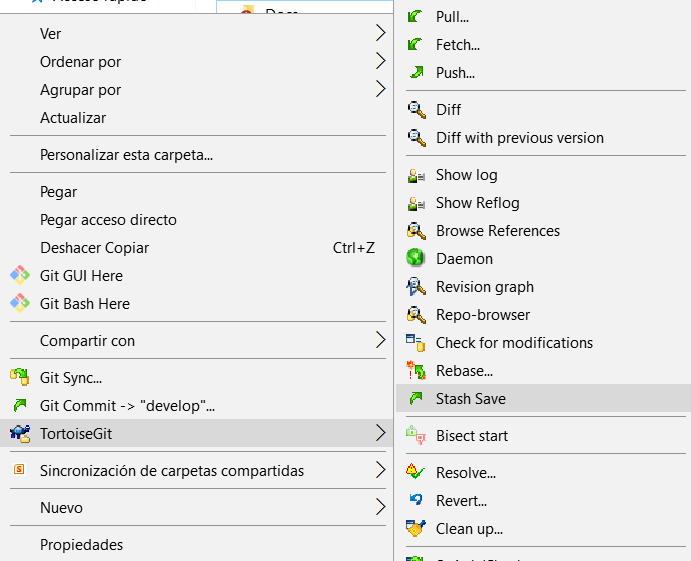 Ver
Ordenar por
Agrupar por
Actualizar
Personalizar esta carpeta...
Pegar
Pegar acceso directo
Deshacer Copiar Ctrl+Z
Git GUI Here
Git Bash Here
Compartir con
Git Sync...
Git Commit -> "develop"...
TortoiseGit
Sincronización de carpetas compartidas
Nuevo
Propiedades
Pull...
Fetch...
Push...
Diff
Diff with previous version
Show log
Show Reflog
Browse References
Daemon
Revision graph
Repo-browser
Check for modifications
Rebase...
Stash Save
Bisect start
Resolve...
Revert...
Clean up...